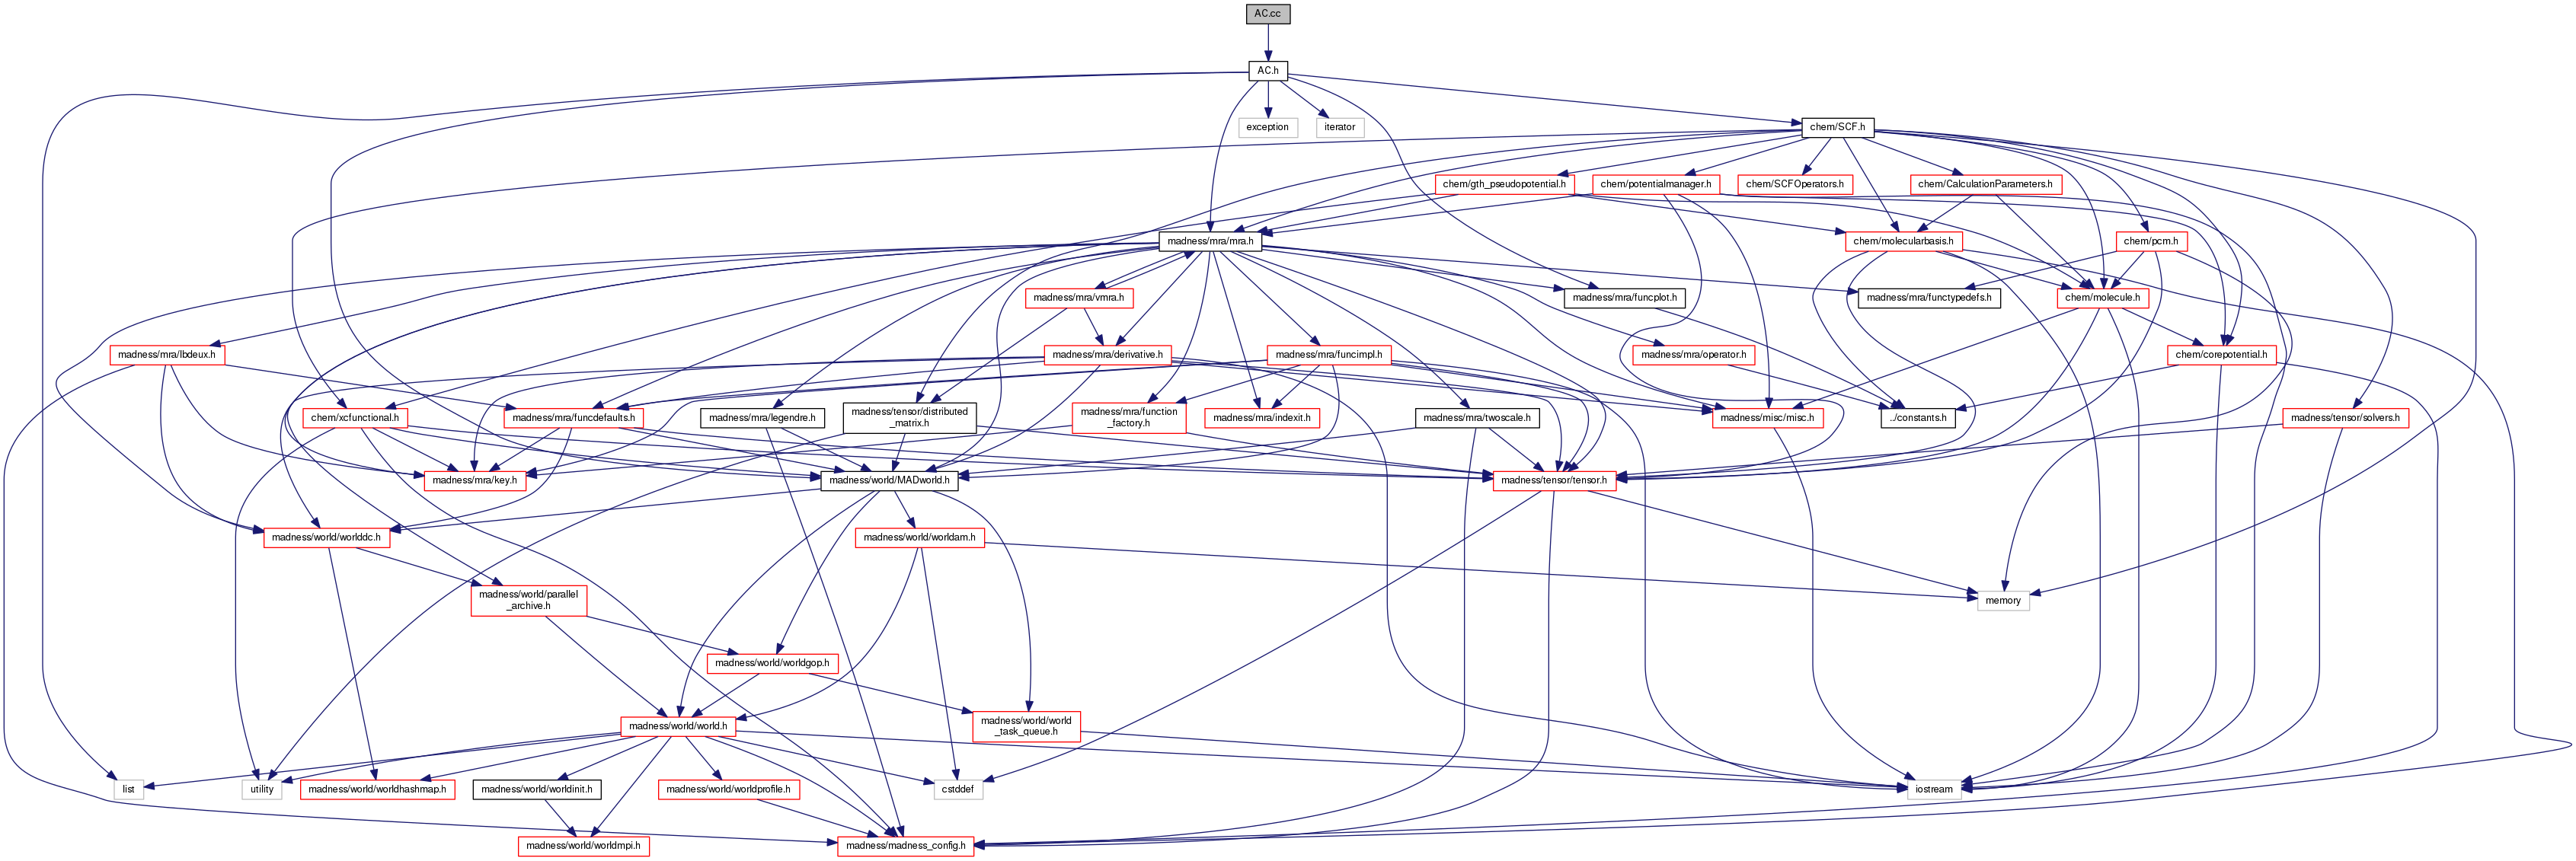 AC.cc
AC.h
exception
iterator
chem/SCF.h
chem/gth_pseudopotential.h
chem/potentialmanager.h
chem/SCFOperators.h
chem/CalculationParameters.h
madness/mra/mra.h
chem/molecularbasis.h
chem/pcm.h
madness/mra/vmra.h
madness/mra/funcplot.h
madness/mra/functypedefs.h
chem/molecule.h
madness/mra/lbdeux.h
madness/mra/derivative.h
madness/mra/funcimpl.h
madness/mra/operator.h
chem/corepotential.h
chem/xcfunctional.h
madness/mra/funcdefaults.h
madness/mra/legendre.h
madness/tensor/distributed
_matrix.h
madness/mra/function
_factory.h
madness/mra/indexit.h
madness/mra/twoscale.h
madness/misc/misc.h
../constants.h
madness/tensor/solvers.h
madness/mra/key.h
madness/world/MADworld.h
madness/tensor/tensor.h
madness/world/worlddc.h
madness/world/worldam.h
madness/world/parallel
_archive.h
memory
madness/world/worldgop.h
madness/world/world.h
madness/world/world
_task_queue.h
list
utility
madness/world/worldhashmap.h
madness/world/worldinit.h
madness/world/worldprofile.h
cstddef
iostream
madness/world/worldmpi.h
madness/madness_config.h